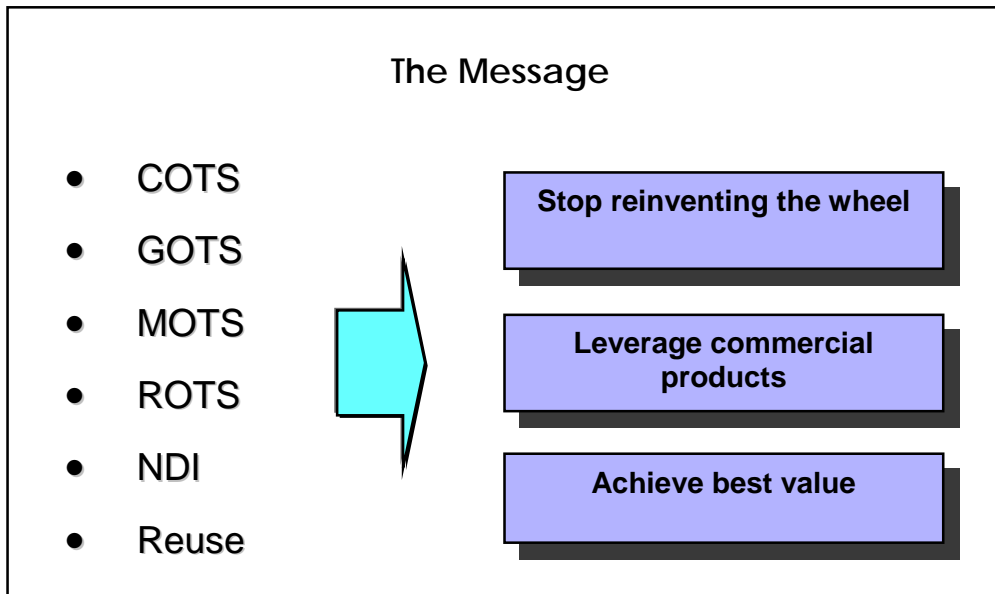 The Message
• COTS
• GOTS
• MOTS
• ROTS
• NDI
• Reuse
Stop reinventing the wheel
Leverage commercial
products
Achieve best value